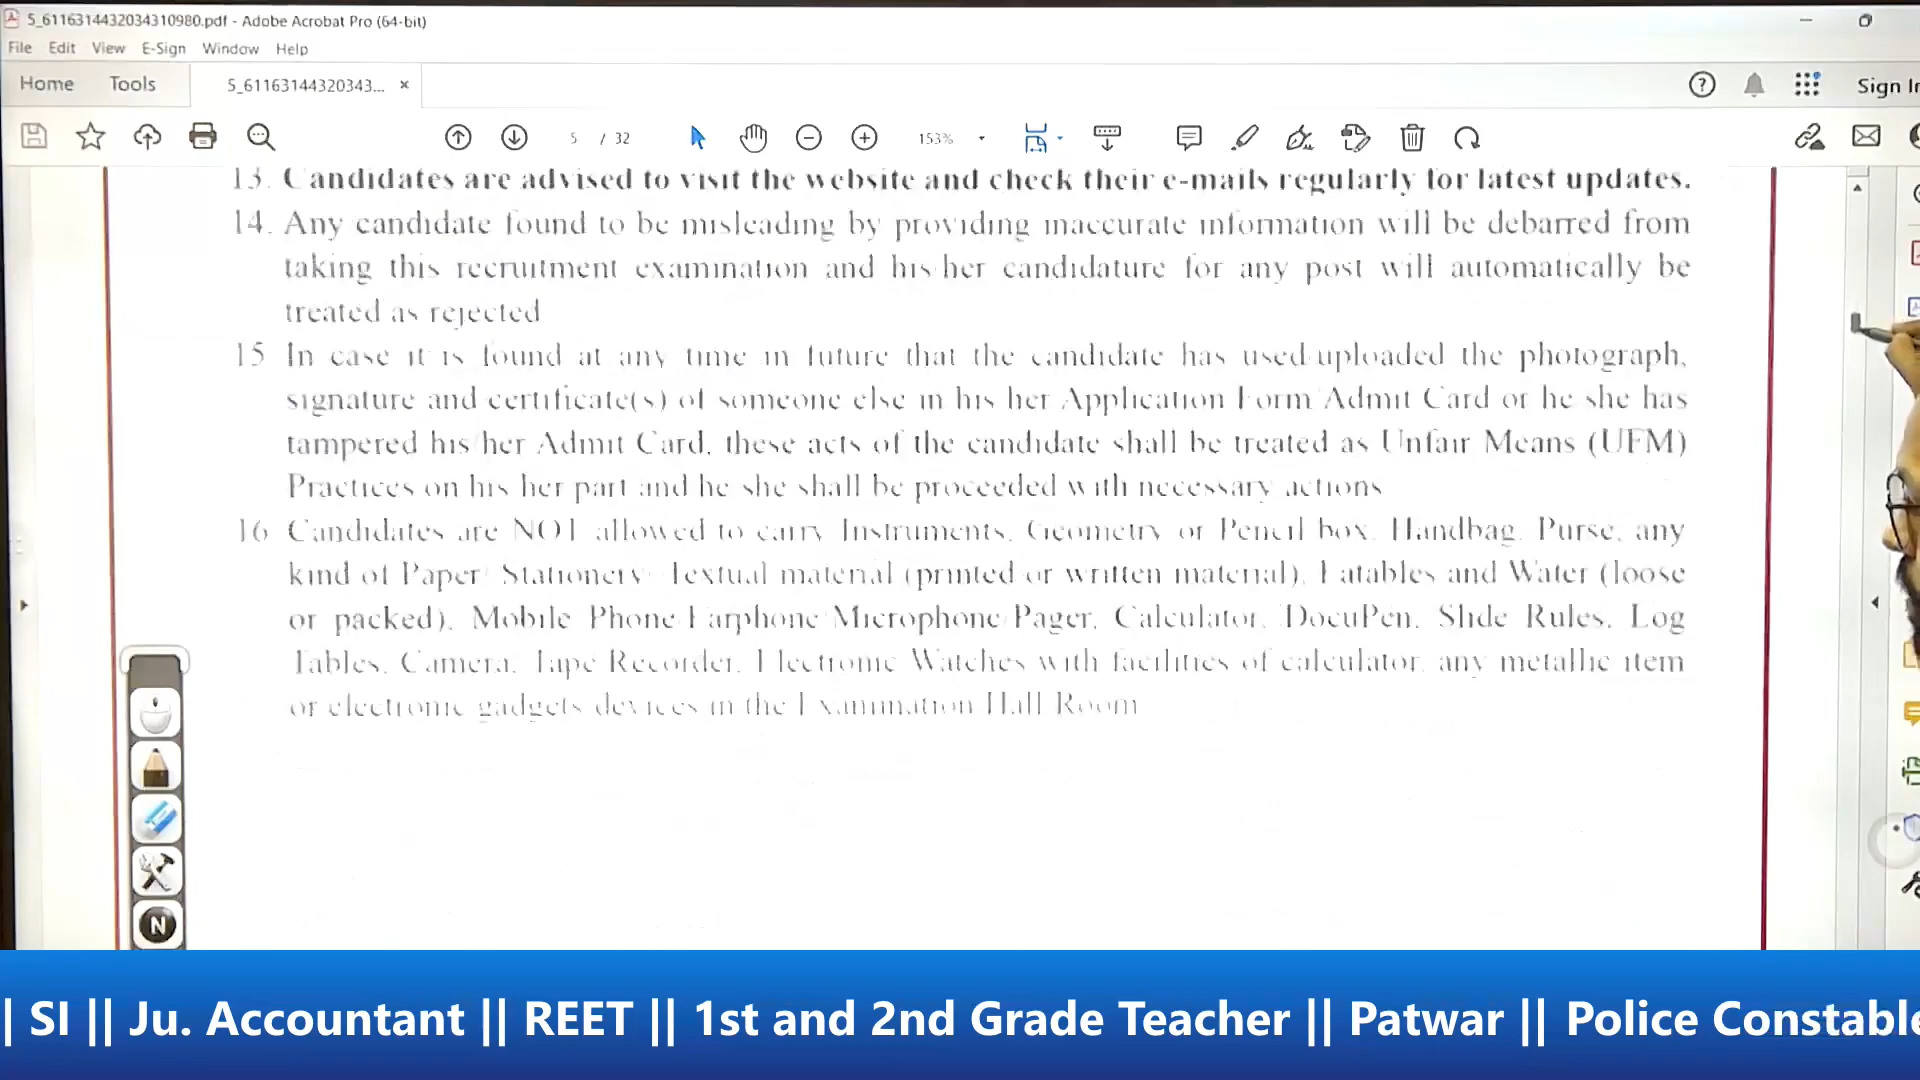 5_6116314432034310980.pdf - Adobe Acrobat Pro (64-bit)
File Edit View E-Sign Window Help
Home Tools 5_61163144320343... × Sign In
5 / 32 153%
13. Candidates are advised to visit the website and check their e-mails regularly for latest updates.
14. Any candidate found to be misleading by providing inaccurate information will be debarred from
taking this recruitment examination and his/her candidature for any post will automatically be
treated as rejected
15 In case it is found at any time in future that the candidate has used/uploaded the photograph,
signature and certificate(s) of someone else in his/her Application Form/Admit Card or he/she has
tampered his/her Admit Card, these acts of the candidate shall be treated as Unfair Means (UFM)
Practices on his/her part and he/she shall be proceeded with necessary actions
16 Candidates are NOT allowed to carry Instruments, Geometry or Pencil box, Handbag, Purse, any
kind of Paper/ Stationery/ Textual material (printed or written material), Eatables and Water (loose
or packed), Mobile Phone/Earphone/Microphone/Pager, Calculator, DocuPen, Slide Rules, Log
Tables, Camera, Tape Recorder, Electronic Watches with facilities of calculator, any metallic item
or electronic gadgets/devices in the Examination Hall/Room
N
|| SI || Ju. Accountant || REET || 1st and 2nd Grade Teacher || Patwar || Police Constable